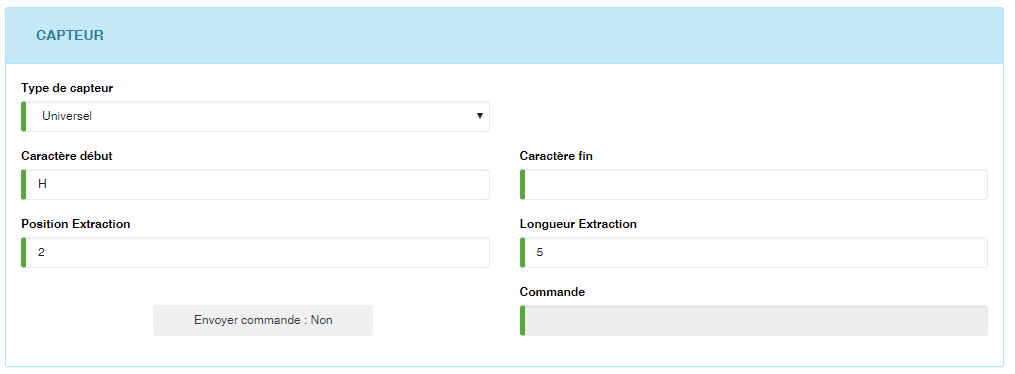 CAPTEUR
Type de capteur
Universel
Caractère début
Caractère fin
H
Position Extraction
Longueur Extraction
2
5
Commande
Envoyer commande : Non